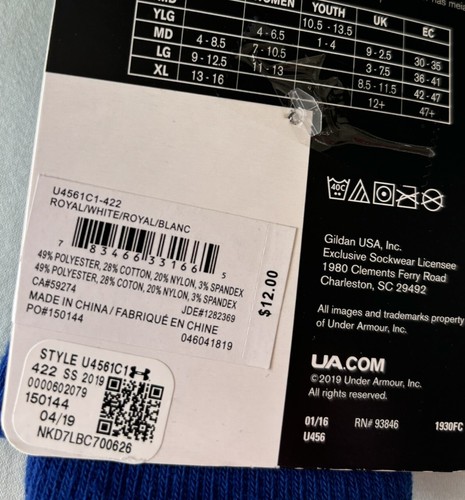 WOMEN YOUTH UK EC
YLG 10.5 - 13.5
MD 4-6.5 1 - 4
LG 4 - 8.5 7-10.5 9-2.5 30-35
XL 9 - 12.5 11 - 13 3 - 7.5 36-41
13 - 16 8.5 - 11.5 42-47
12+ 47+
40C
U4561C1-422
ROYAL/WHITE/ROYAL/BLANC
7 83466 33166 5
49% POLYESTER, 28% COTTON, 20% NYLON, 3% SPANDEX
49% POLYESTER, 28% COTON, 20% NYLON, 3% SPANDEX
CA#59274 JDE#1282369
MADE IN CHINA / FABRIQUÉ EN CHINE
PO#150144 046041819
$12.00
STYLE U4561C1
422 SS 2019
0000602079
150144
04/19
NKD7LBC700626
Gildan USA, Inc.
Exclusive Sockwear Licensee
1980 Clements Ferry Road
Charleston, SC 29492
All images and trademarks property
of Under Armour, Inc.
UA.COM
©2019 Under Armour, Inc.
All rights reserved.
01/16 RN# 93846 1930FC
U456